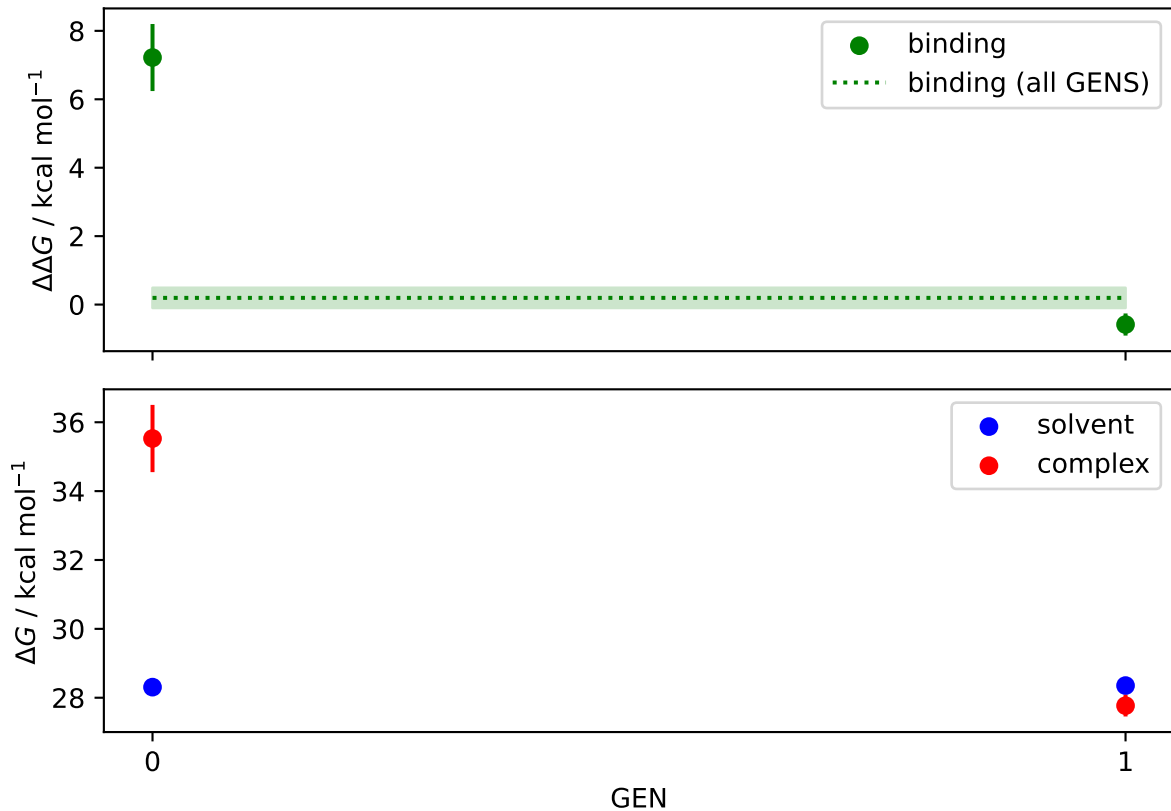 8
6
4
2
0
ΔΔG / kcal mol⁻¹
binding
binding (all GENS)
36
34
32
30
28
ΔG / kcal mol⁻¹
solvent
complex
0
1
GEN